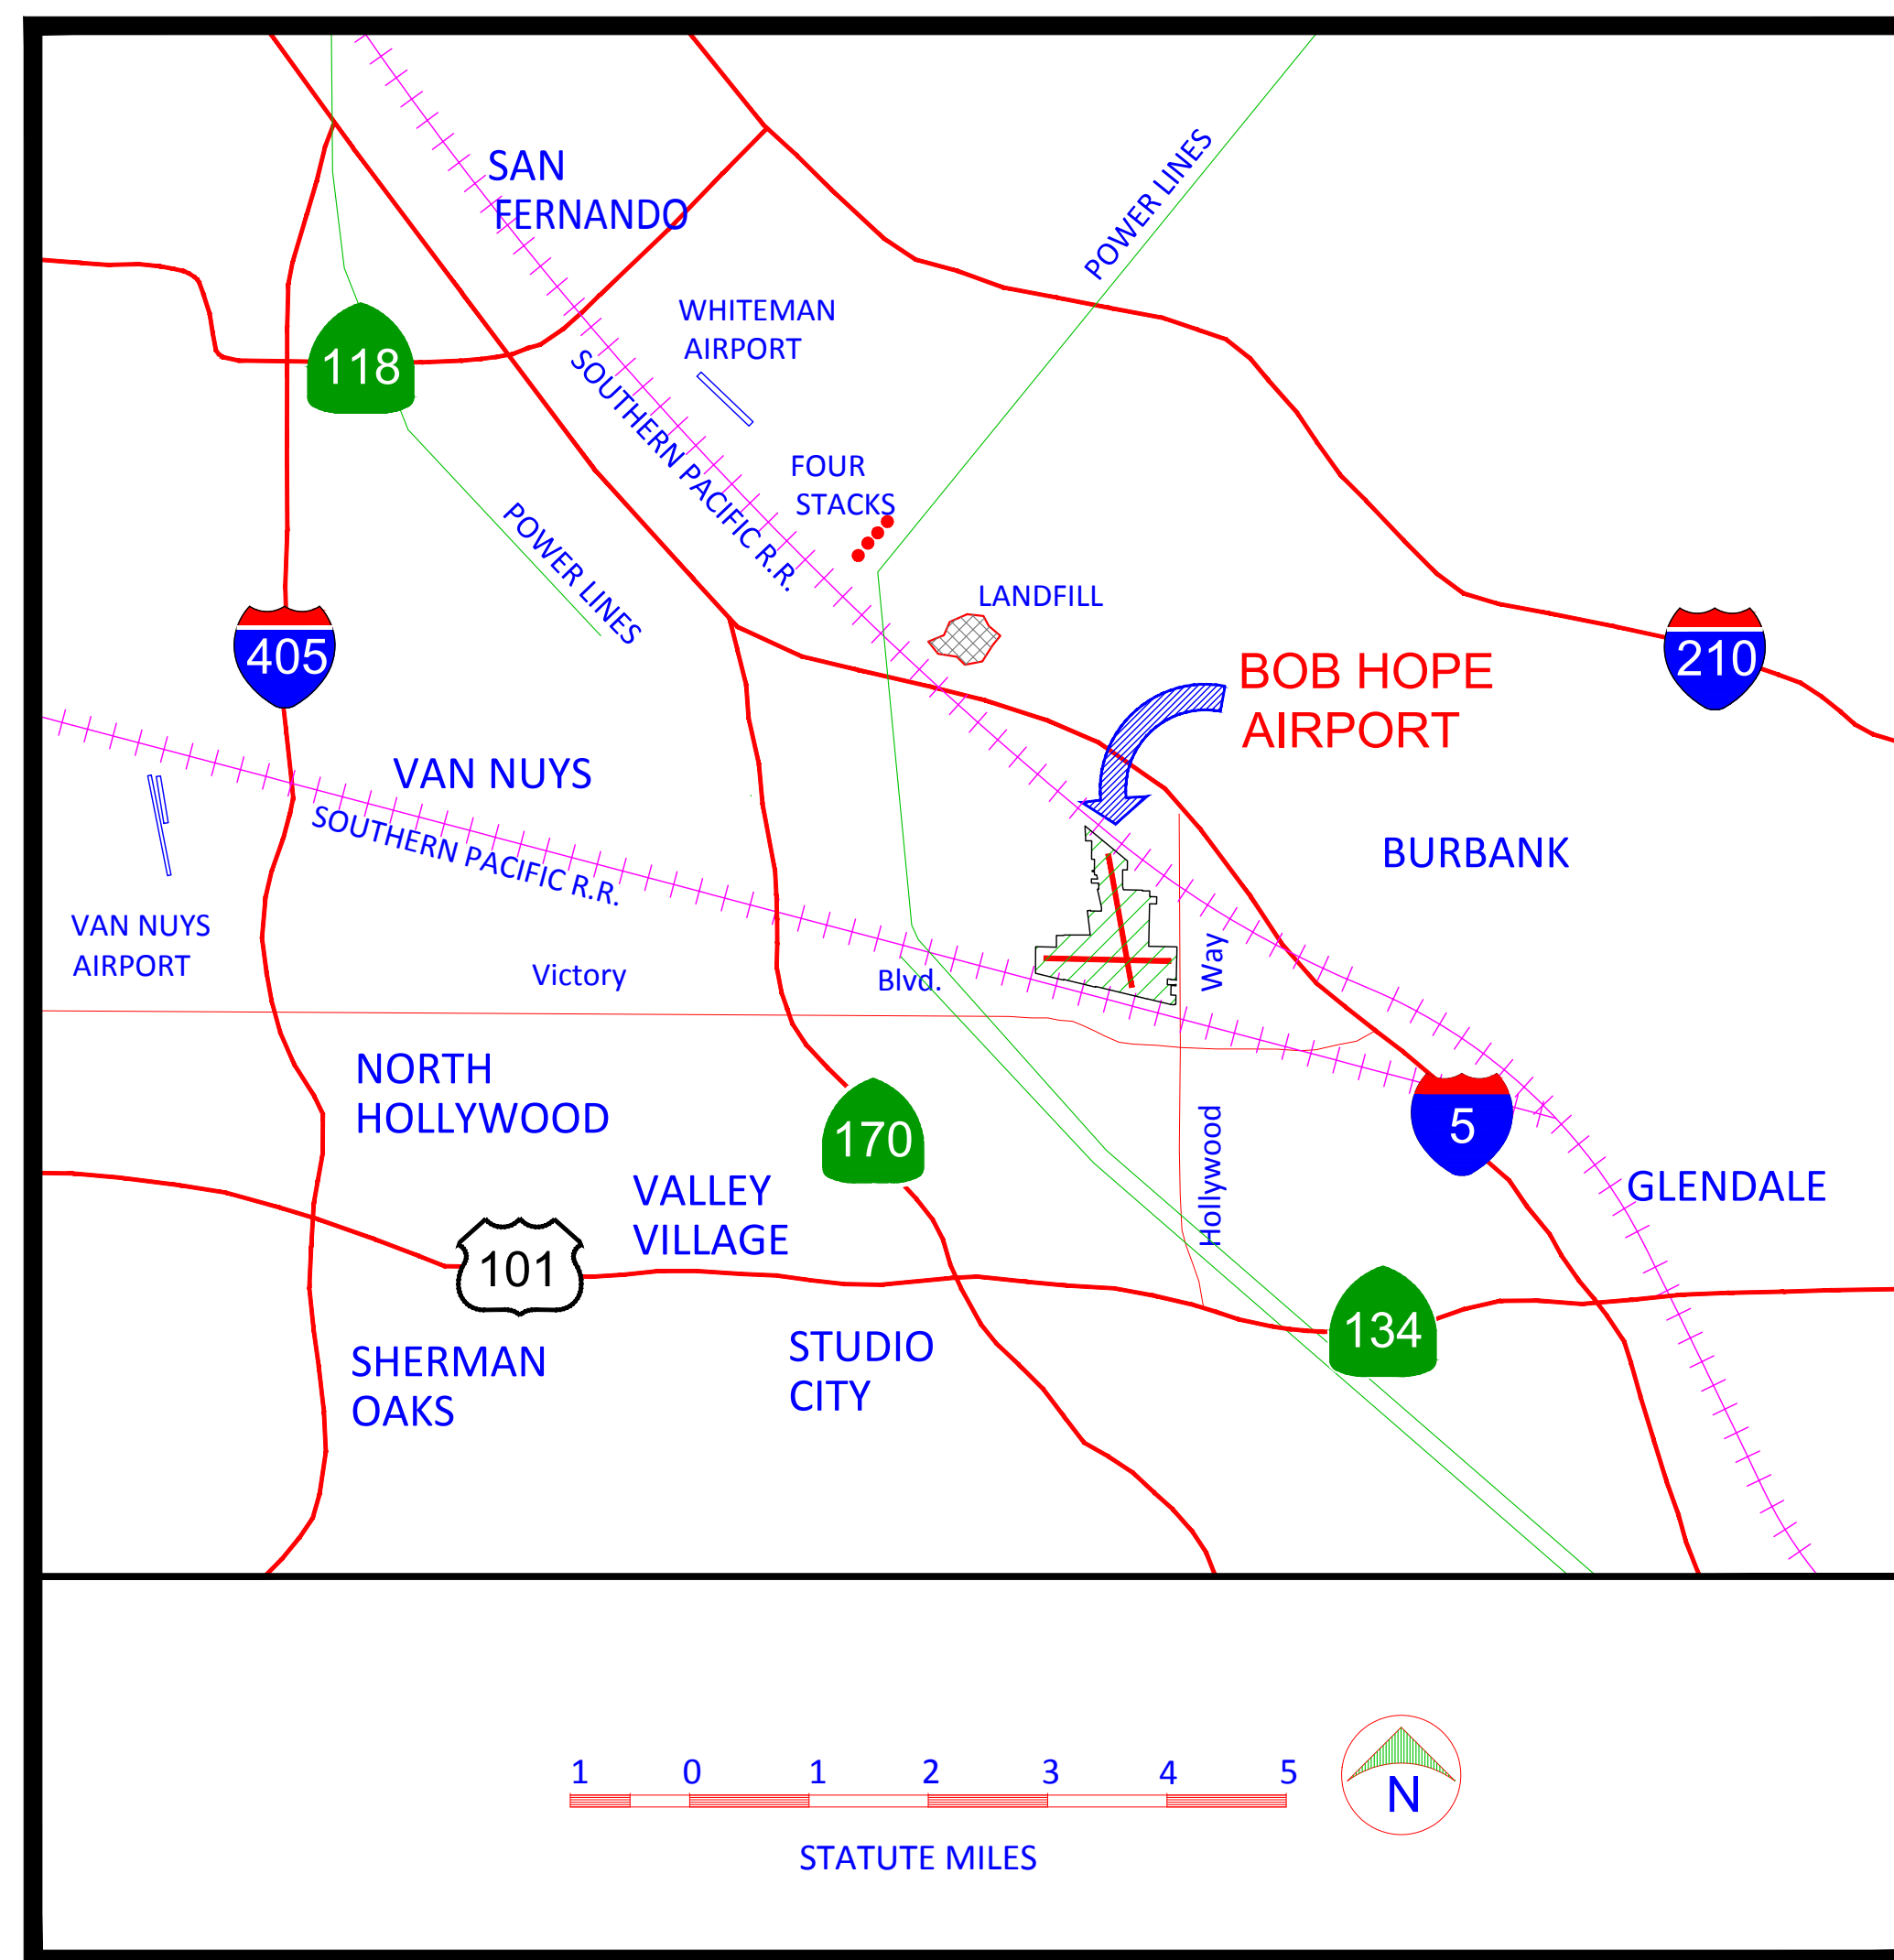 SAN
FERNANDO
POWER LINES
WHITEMAN
AIRPORT
118
SOUTHERN PACIFIC R.R.
FOUR
STACKS
POWER LINES
LANDFILL
405
210
BOB HOPE
AIRPORT
VAN NUYS
SOUTHERN PACIFIC R.R.
BURBANK
VAN NUYS
AIRPORT
Victory Blvd.
Hollywood Way
NORTH
HOLLYWOOD
170
5
VALLEY
VILLAGE
GLENDALE
101
134
SHERMAN
OAKS
STUDIO
CITY
1 0 1 2 3 4 5
N
STATUTE MILES